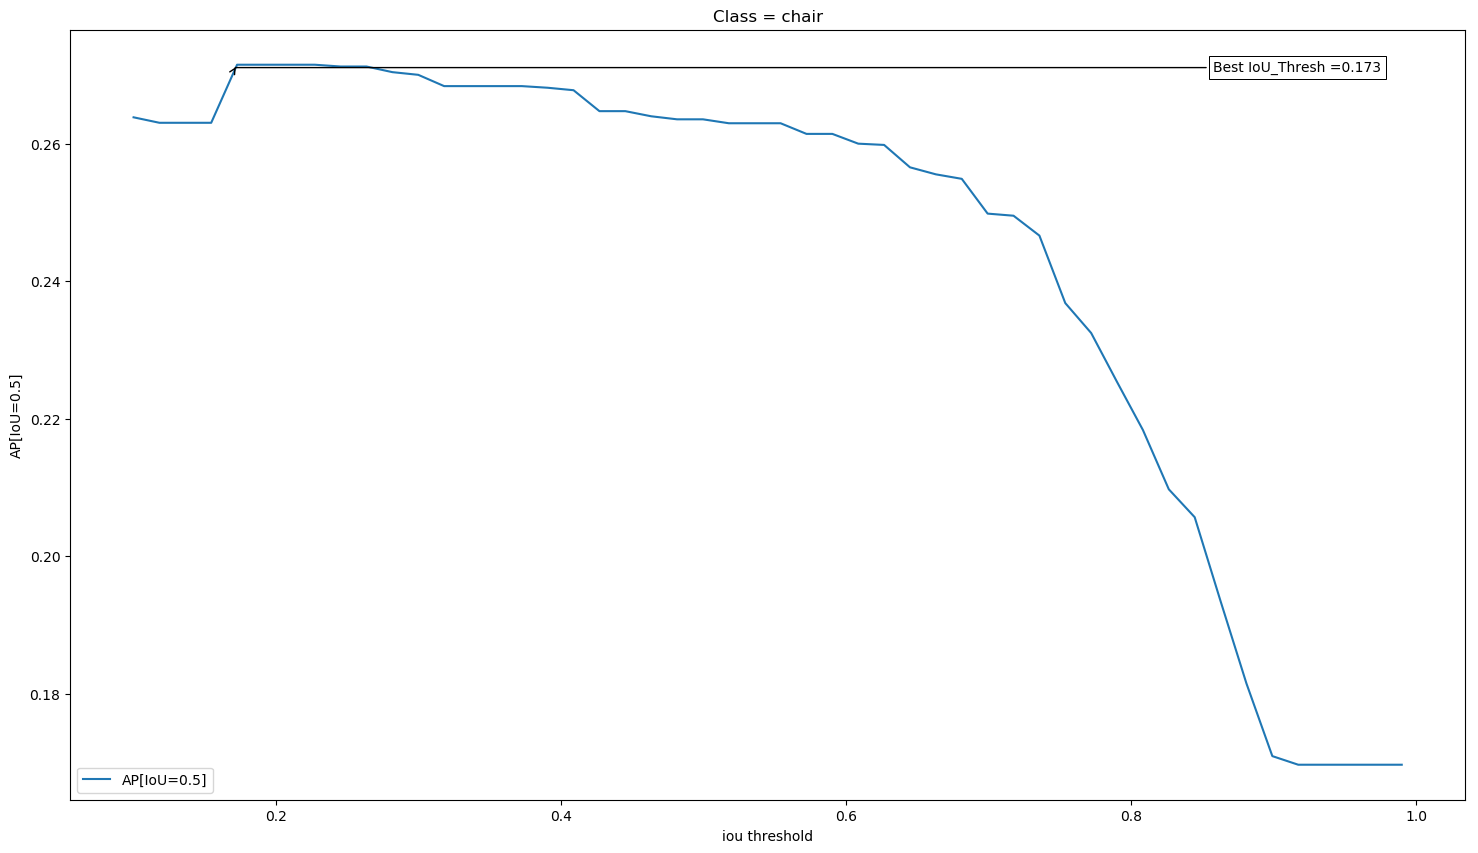 Class = chair
Best IoU_Thresh =0.173
0.26
0.24
0.22
0.20
0.18
AP[IoU=0.5]
AP[IoU=0.5]
0.2
0.4
0.6
0.8
1.0
iou threshold